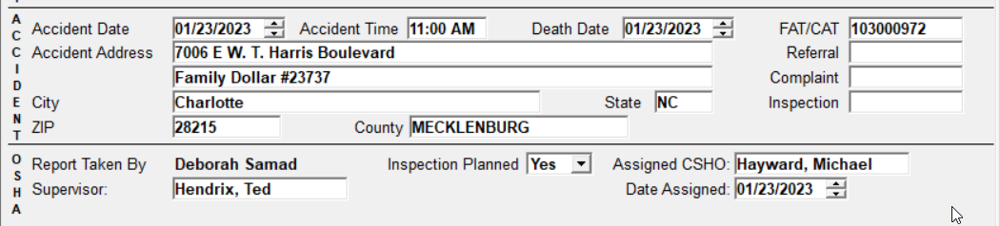 ACCIDENT
Accident Date 01/23/2023 Accident Time 11:00 AM Death Date 01/23/2023 FAT/CAT 103000972
Accident Address 7006 E W. T. Harris Boulevard Referral
Family Dollar #23737 Complaint
City Charlotte State NC Inspection
ZIP 28215 County MECKLENBURG
OSHA
Report Taken By Deborah Samad Inspection Planned Yes Assigned CSHO: Hayward, Michael
Supervisor: Hendrix, Ted Date Assigned: 01/23/2023